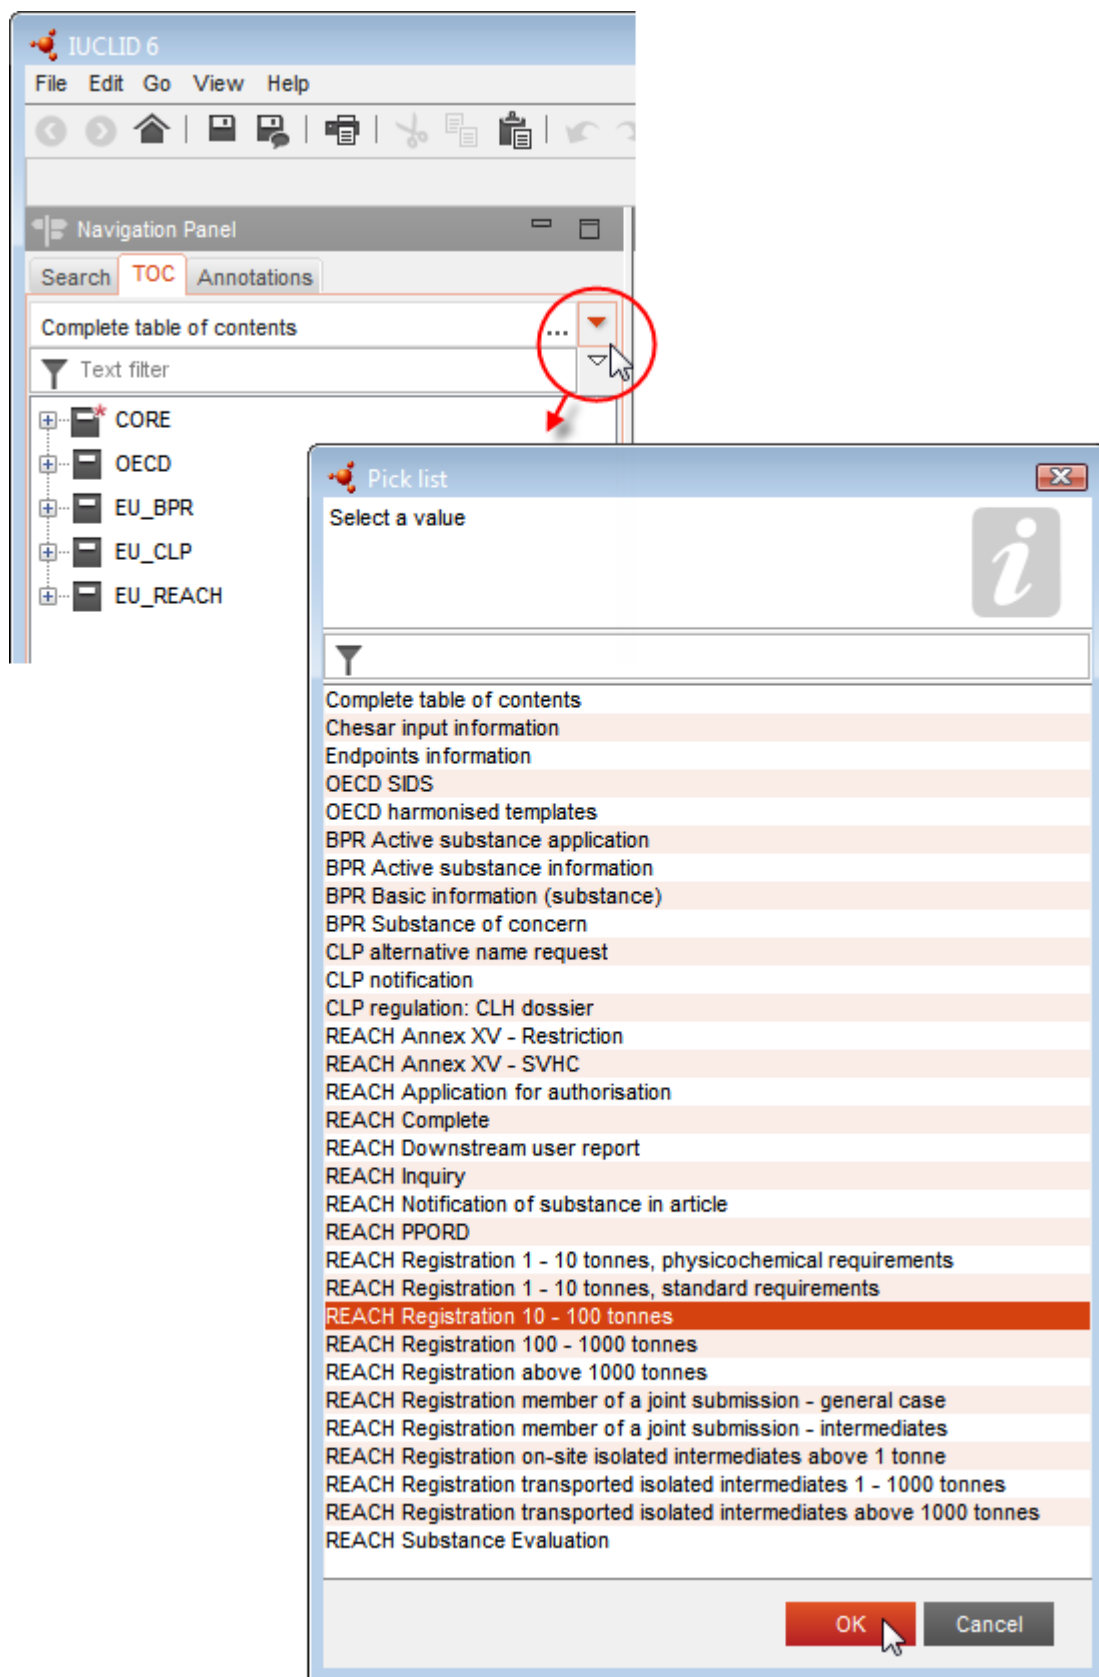 IUCLID 6
File Edit Go View Help
Navigation Panel
Search TOC Annotations
Complete table of contents ...
Text filter
CORE
OECD
EU_BPR
EU_CLP
EU_REACH
Pick list
Select a value
Complete table of contents
Chesar input information
Endpoints information
OECD SIDS
OECD harmonised templates
BPR Active substance application
BPR Active substance information
BPR Basic information (substance)
BPR Substance of concern
CLP alternative name request
CLP notification
CLP regulation: CLH dossier
REACH Annex XV - Restriction
REACH Annex XV - SVHC
REACH Application for authorisation
REACH Complete
REACH Downstream user report
REACH Inquiry
REACH Notification of substance in article
REACH PPORD
REACH Registration 1 - 10 tonnes, physicochemical requirements
REACH Registration 1 - 10 tonnes, standard requirements
REACH Registration 10 - 100 tonnes
REACH Registration 100 - 1000 tonnes
REACH Registration above 1000 tonnes
REACH Registration member of a joint submission - general case
REACH Registration member of a joint submission - intermediates
REACH Registration on-site isolated intermediates above 1 tonne
REACH Registration transported isolated intermediates 1 - 1000 tonnes
REACH Registration transported isolated intermediates above 1000 tonnes
REACH Substance Evaluation
OK Cancel